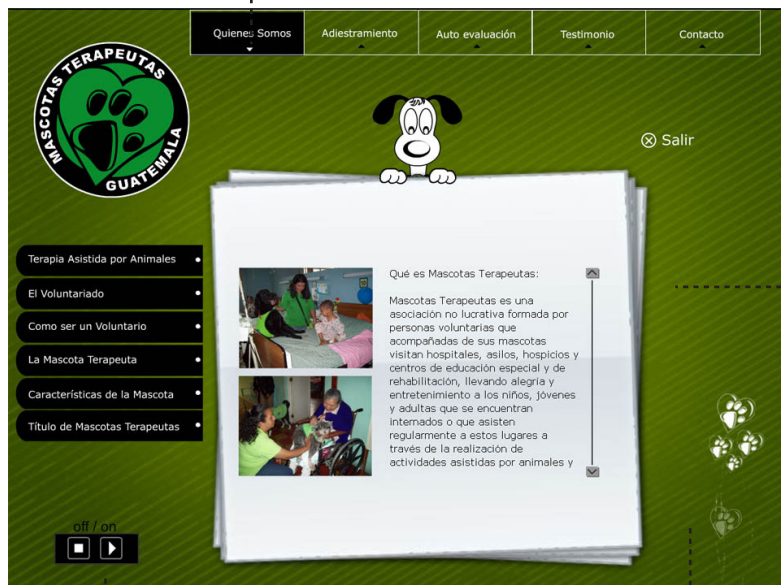 Quienes Somos
Adiestramiento
Auto evaluación
Testimonio
Contacto
MASCOTAS TERAPEUTAS
GUATEMALA
Salir
Terapia Asistida por Animales
El Voluntariado
Como ser un Voluntario
La Mascota Terapeuta
Características de la Mascota
Título de Mascotas Terapeutas
Qué es Mascotas Terapeutas:
Mascotas Terapeutas es una
asociación no lucrativa formada por
personas voluntarias que
acompañadas de sus mascotas
visitan hospitales, asilos, hospicios y
centros de educación especial y de
rehabilitación, llevando alegría y
entretenimiento a los niños, jóvenes
y adultas que se encuentran
internados o que asisten
regularmente a estos lugares a
través de la realización de
actividades asistidas por animales y
off / on